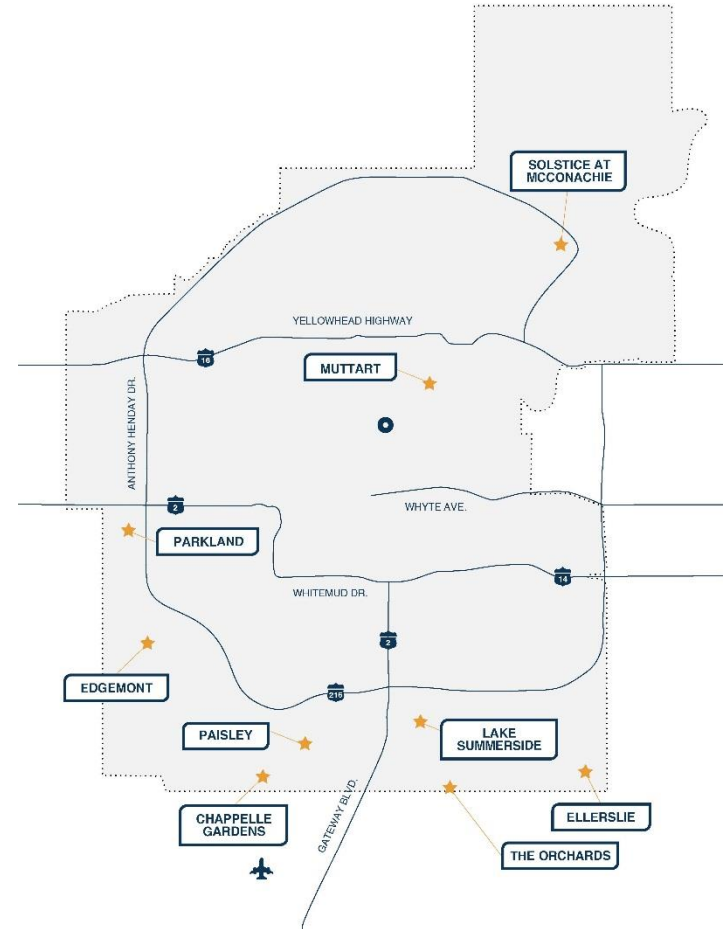 SOLSTICE AT
MCCONACHIE
YELLOWHEAD HIGHWAY
16
MUTTART
ANTHONY HENDAY DR.
2
WHYTE AVE.
PARKLAND
14
WHITEMUD DR.
2
EDGEMONT
216
PAISLEY
LAKE
SUMMERSIDE
CHAPPELLE
GARDENS
GATEWAY BLVD.
ELLERSLIE
THE ORCHARDS